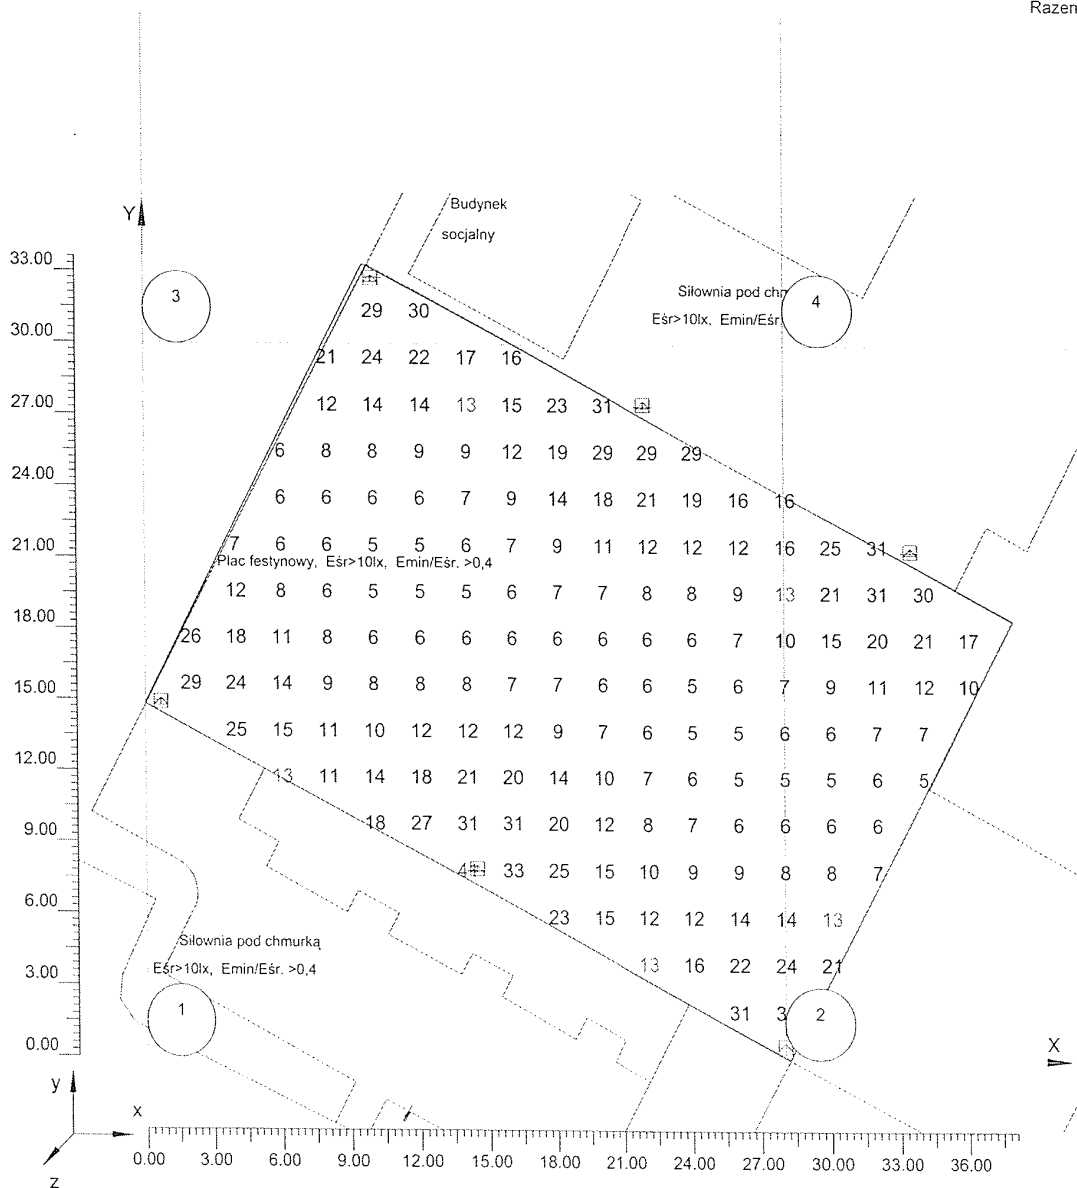 Razem
Budynek
Y
socjalny
33.00
3
Siłownia pod chm
4
Eśr>10lx, Emin/Eśr.
29 30
30.00
21 24 22 17 16
27.00
12 14 14 13 15 23 31
6 8 8 9 9 12 19 29 29 29
24.00
6 6 6 6 7 9 14 18 21 19 16 16
21.00
7 6 6 5 5 6 7 9 11 12 12 12 16 25 31
Plac festynowy, Eśr>10lx, Emin/Eśr. >0,4
12 8 6 5 5 5 6 7 7 8 8 9 13 21 31 30
18.00
26 18 11 8 6 6 6 6 6 6 6 6 7 10 15 20 21 17
15.00
29 24 14 9 8 8 8 7 7 6 6 5 6 7 9 11 12 10
25 15 11 10 12 12 12 9 7 6 5 5 6 6 7 7
12.00
13 11 14 18 21 20 14 10 7 6 5 5 5 6 5
9.00
18 27 31 31 20 12 8 7 6 6 6 6
33 25 15 10 9 9 8 8 7
6.00
23 15 12 12 14 14 13
Siłownia pod chmurką
3.00
Eśr>10lx, Emin/Eśr. >0,4
13 16 22 24 21
1
31 3
2
0.00
X
y
x
z
0.00 3.00 6.00 9.00 12.00 15.00 18.00 21.00 24.00 27.00 30.00 33.00 36.00